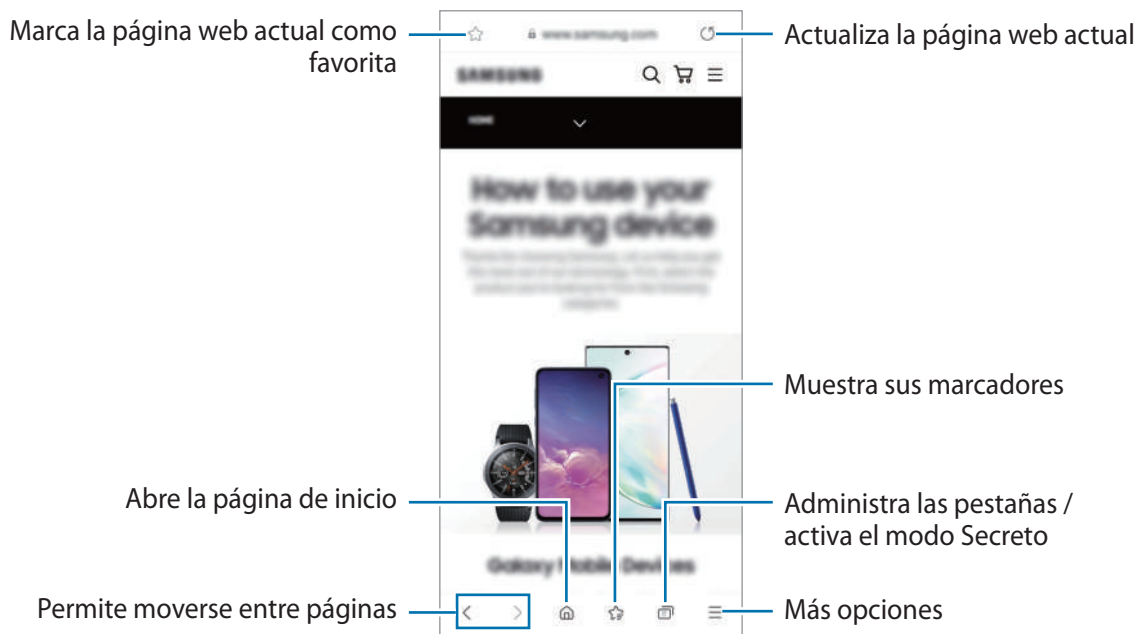 Marca la página web actual como
favorita
www.samsung.com
Actualiza la página web actual
SAMSUNG
HOME
How to use your
Samsung device
Muestra sus marcadores
Abre la página de inicio
Administra las pestañas /
activa el modo Secreto
Galaxy Mobile Devices
Permite moverse entre páginas
Más opciones